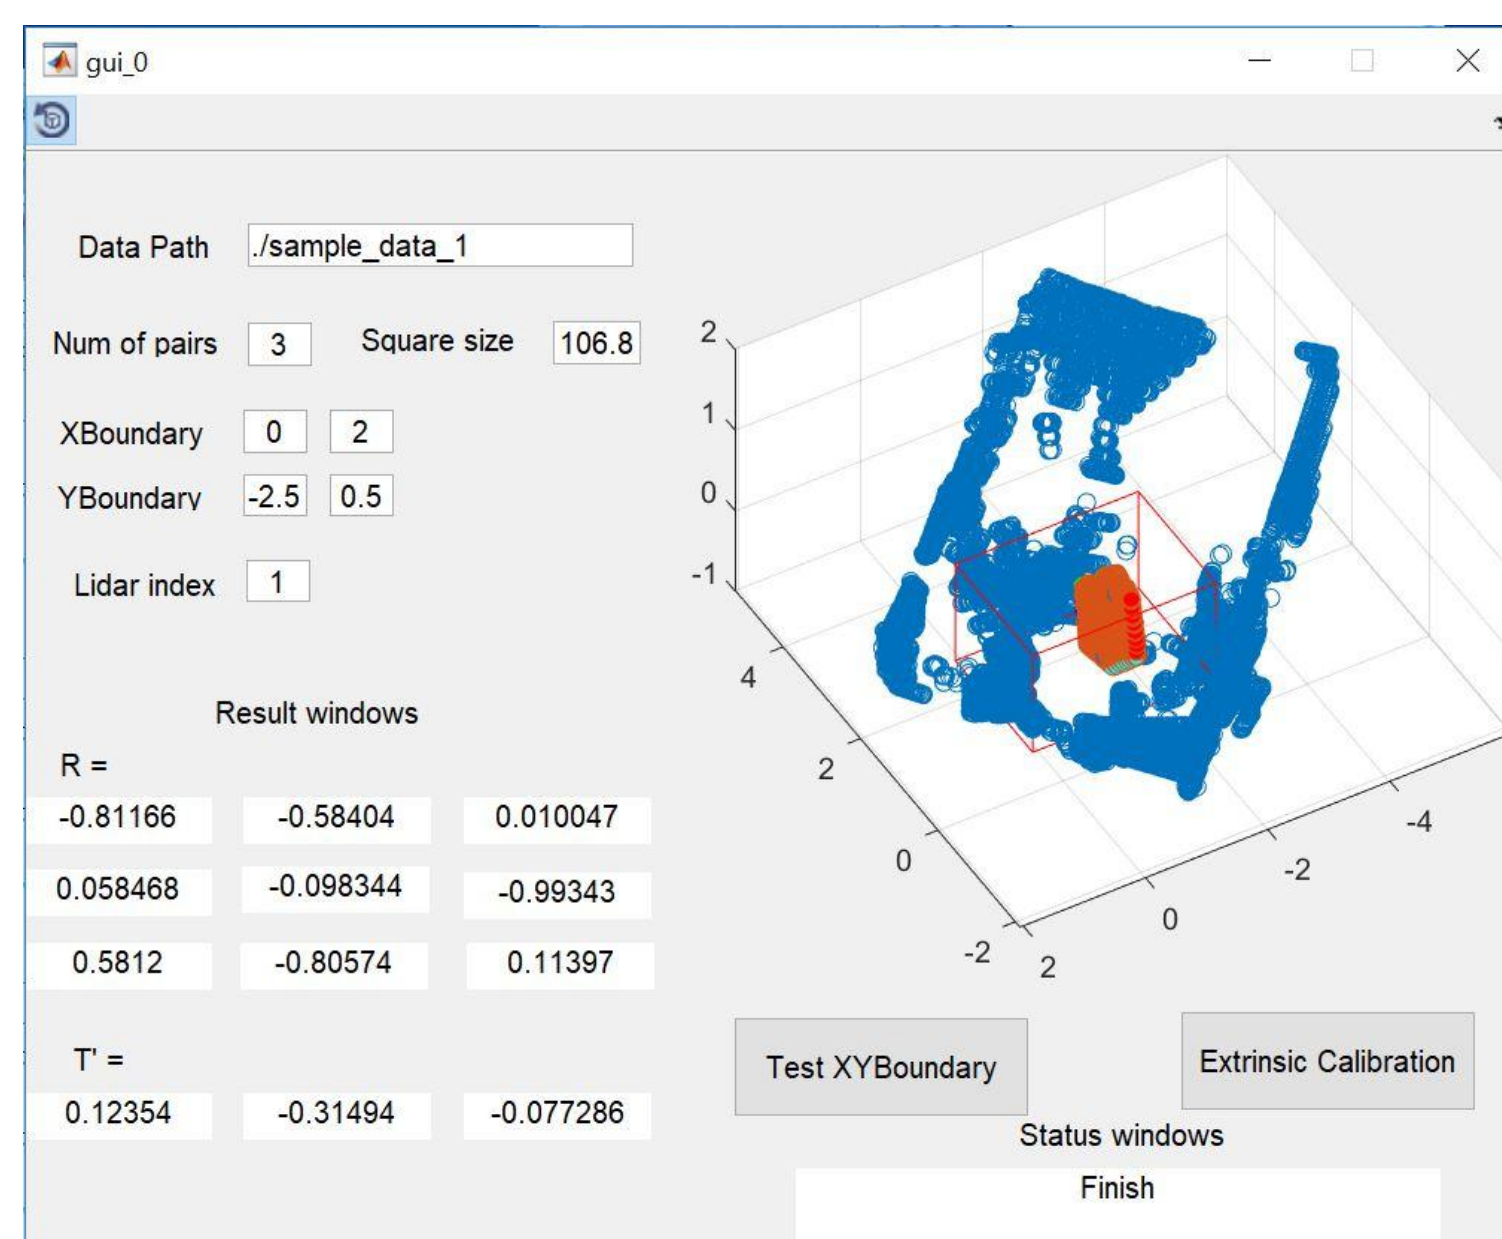 gui_0
Data Path ./sample_data_1
Num of pairs 3 Square size 106.8
XBoundary 0 2
YBoundary -2.5 0.5
Lidar index 1
Result windows
R =
-0.81166 -0.58404 0.010047
0.058468 -0.098344 -0.99343
0.5812 -0.80574 0.11397
T' =
0.12354 -0.31494 -0.077286
2
1
0
-1
4
2
0
-2
2
0
-2
-4
Test XYBoundary Extrinsic Calibration
Status windows
Finish